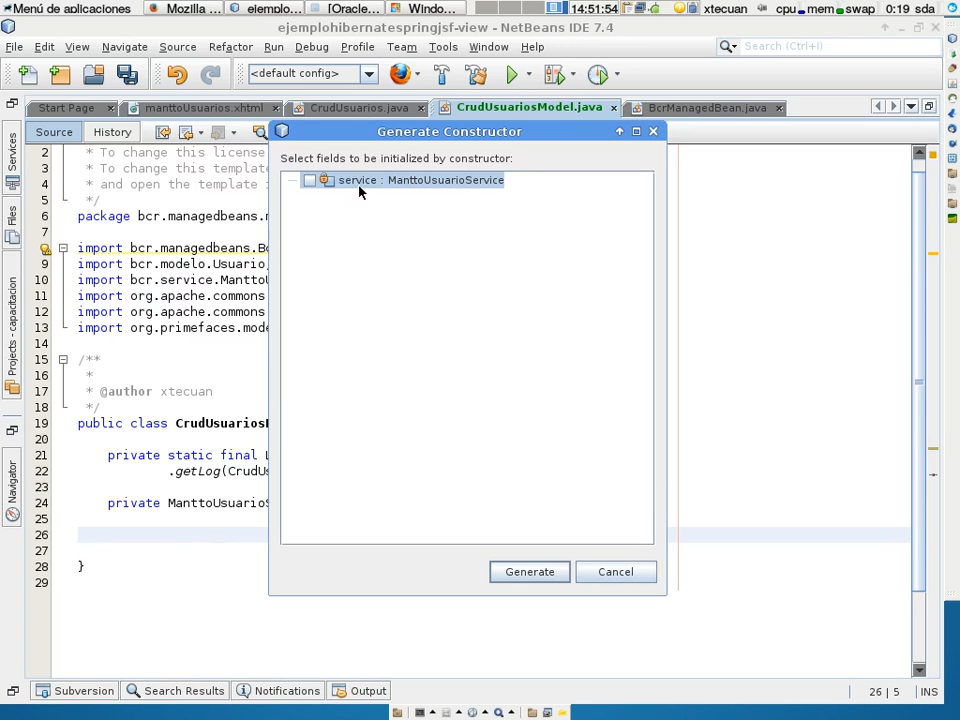 Menú de aplicaciones Mozilla ... ejemplo... [Oracle... Windo... 14:51:54 xtecuan cpu mem swap 0:19 sda
ejemplohibernatespringjsf-view - NetBeans IDE 7.4
File Edit View Navigate Source Refactor Run Debug Profile Team Tools Window Help
Search (Ctrl+I)
<default config>
Start Page manttoUsuarios.xhtml CrudUsuarios.java CrudUsuariosModel.java BcrManagedBean.java
Source History
Generate Constructor
Select fields to be initialized by constructor:
service : ManttoUsuarioService
Generate Cancel
2 * To change this license
3 * To change this template
4 * and open the template i
5 */
6 package bcr.managedbeans.m
7
import bcr.managedbeans.Bc
9 import bcr.modelo.Usuario
10 import bcr.service.ManttoU
11 import org.apache.commons
12 import org.apache.commons
13 import org.primefaces.mode
14
15 /**
16 *
17 * @author xtecuan
18 */
19 public class CrudUsuarios
20
21 private static final L
22 .getLog(CrudUs
23
24 private ManttoUsuarioS
25
26
27
28 }
29
Services
Files
Projects - capacitacion
Navigator
Subversion Search Results Notifications Output
26 | 5 INS